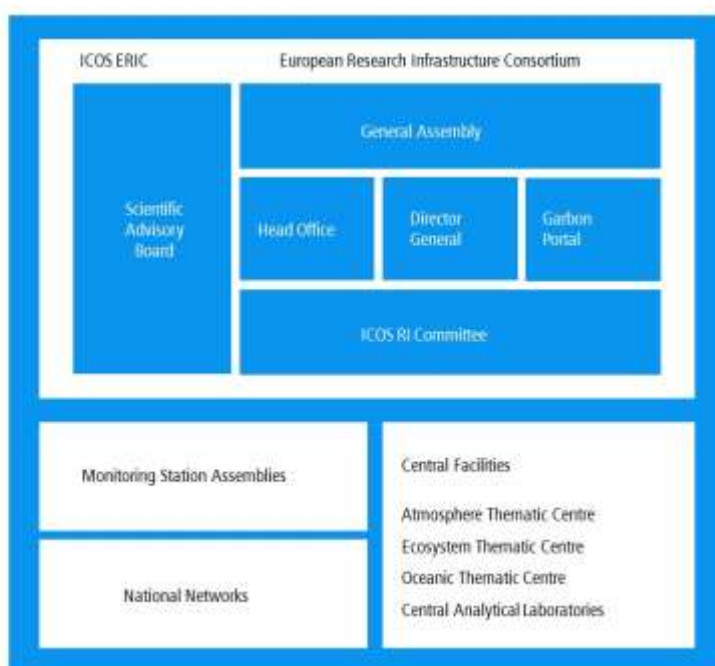 ICOS ERIC
European Research Infrastructure Consortium
Scientific
Advisory
Board
General Assembly
Head Office
Director
General
Garbon
Portal
ICOS RI Committee
Monitoring Station Assemblies
National Networks
Central Facilities
Atmosphere Thematic Centre
Ecosystem Thematic Centre
Oceanic Thematic Centre
Central Analytical Laboratories